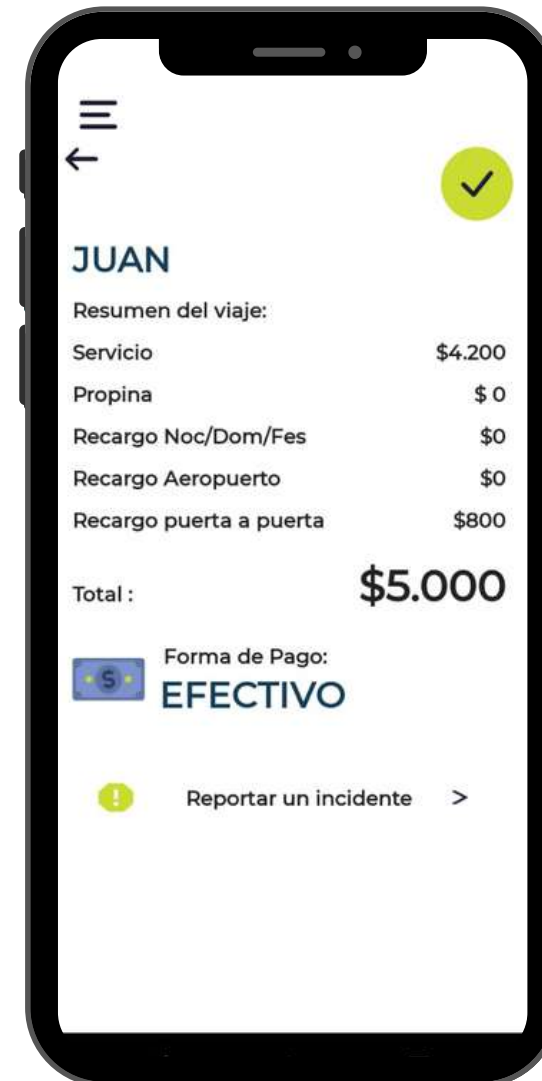 JUAN
Resumen del viaje:
Servicio $4.200
Propina $ 0
Recargo Noc/Dom/Fes $0
Recargo Aeropuerto $0
Recargo puerta a puerta $800
Total : $5.000
Forma de Pago:
S EFECTIVO
! Reportar un incidente >